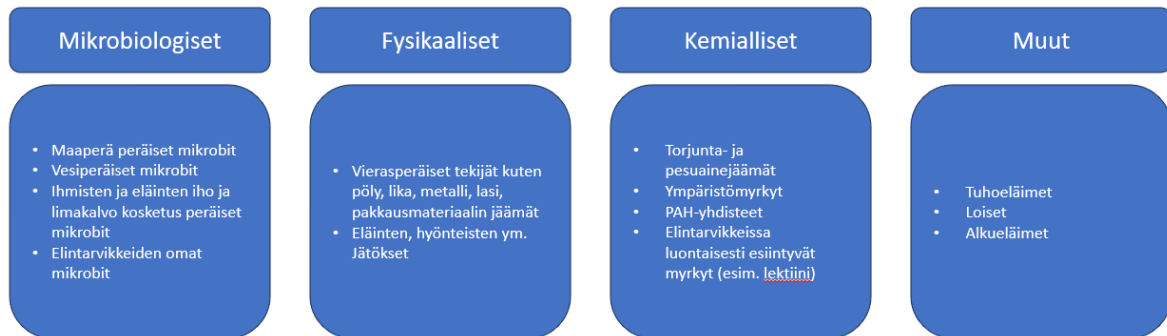 Mikrobiologiset
Fysikaaliset
Kemialliset
Muut
• Maaperä peräiset mikrobit
• Vesiperäiset mikrobit
• Ihmisten ja eläinten iho ja
limakalvo kosketus peräiset
mikrobit
• Elintarvikkeiden omat
mikrobit
• Vierasperäiset tekijät kuten
pöly, lika, metalli, lasi,
pakkausmateriaalin jäämät
• Eläinten, hyönteisten ym.
Jätökset
• Torjunta- ja
pesuainejäämät
• Ympäristömyrkyt
• PAH-yhdisteet
• Elintarvikkeissa
luontaisesti esiintyvät
myrkyt (esim. lektiini)
• Tuhoeläimet
• Loiset
• Alkueläimet